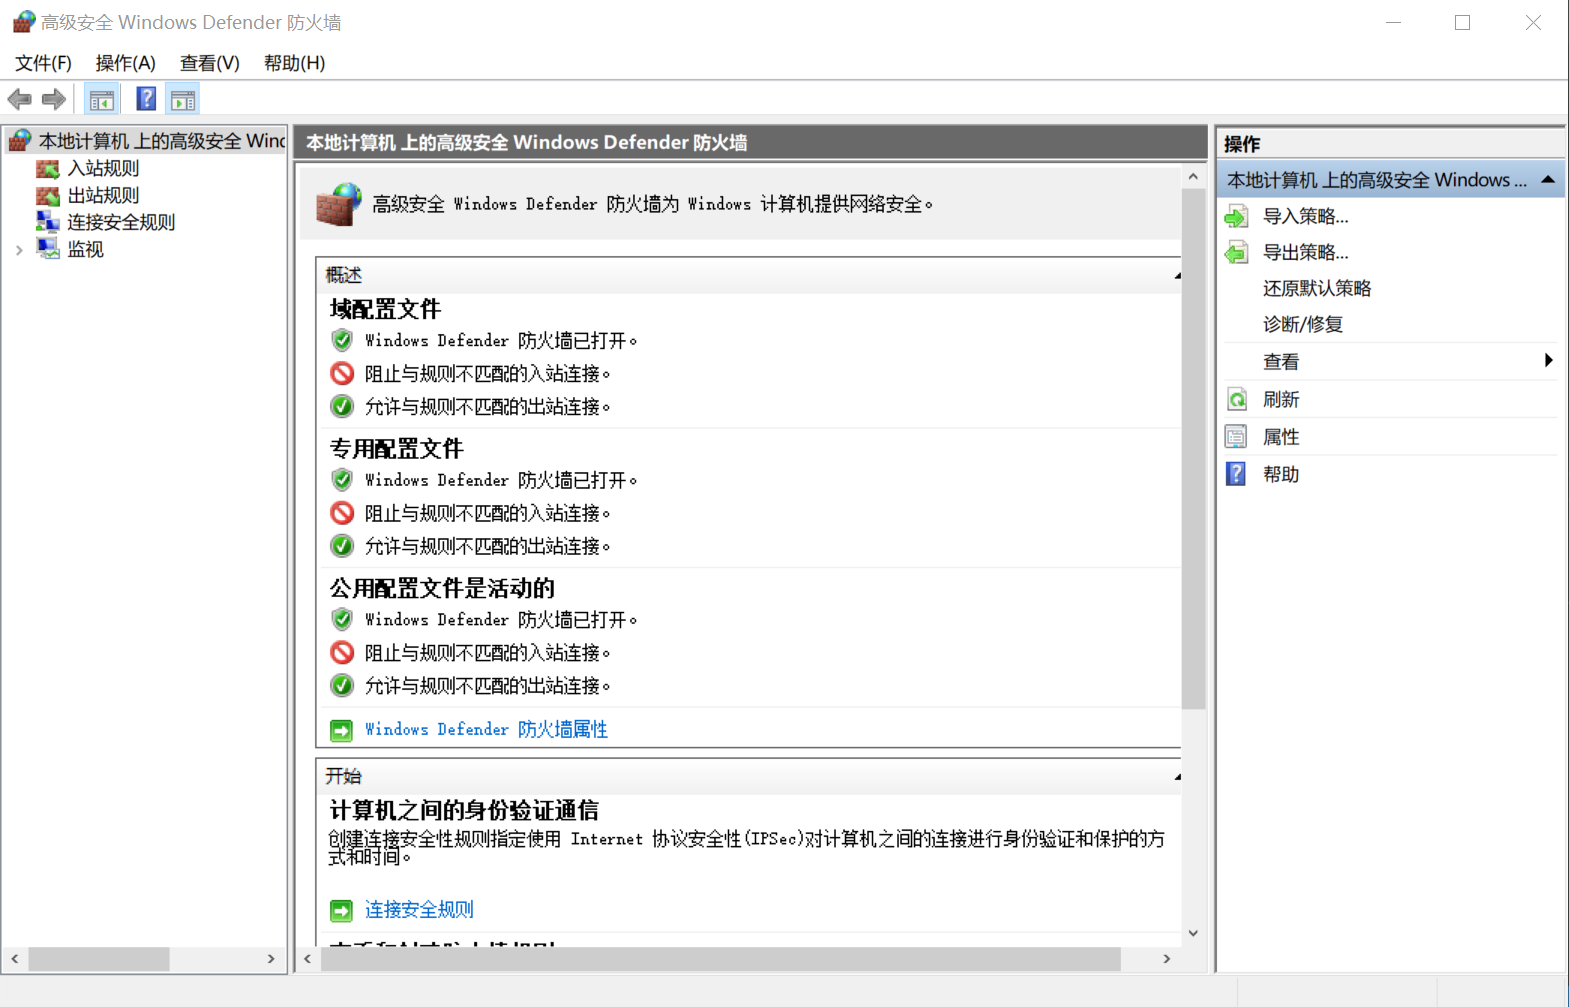 高级安全 Windows Defender 防火墙
文件(F) 操作(A) 查看(V) 帮助(H)
本地计算机 上的高级安全 Wind
入站规则
出站规则
连接安全规则
监视
本地计算机 上的高级安全 Windows Defender 防火墙
高级安全 Windows Defender 防火墙为 Windows 计算机提供网络安全。
概述
域配置文件
Windows Defender 防火墙已打开。
阻止与规则不匹配的入站连接。
允许与规则不匹配的出站连接。
专用配置文件
Windows Defender 防火墙已打开。
阻止与规则不匹配的入站连接。
允许与规则不匹配的出站连接。
公用配置文件是活动的
Windows Defender 防火墙已打开。
阻止与规则不匹配的入站连接。
允许与规则不匹配的出站连接。
Windows Defender 防火墙属性
开始
计算机之间的身份验证通信
创建连接安全性规则指定使用 Internet 协议安全性(IPSec)对计算机之间的连接进行身份验证和保护的方
式和时间。
连接安全规则
操作
本地计算机 上的高级安全 Windows ...
导入策略...
导出策略...
还原默认策略
诊断/修复
查看
刷新
属性
帮助